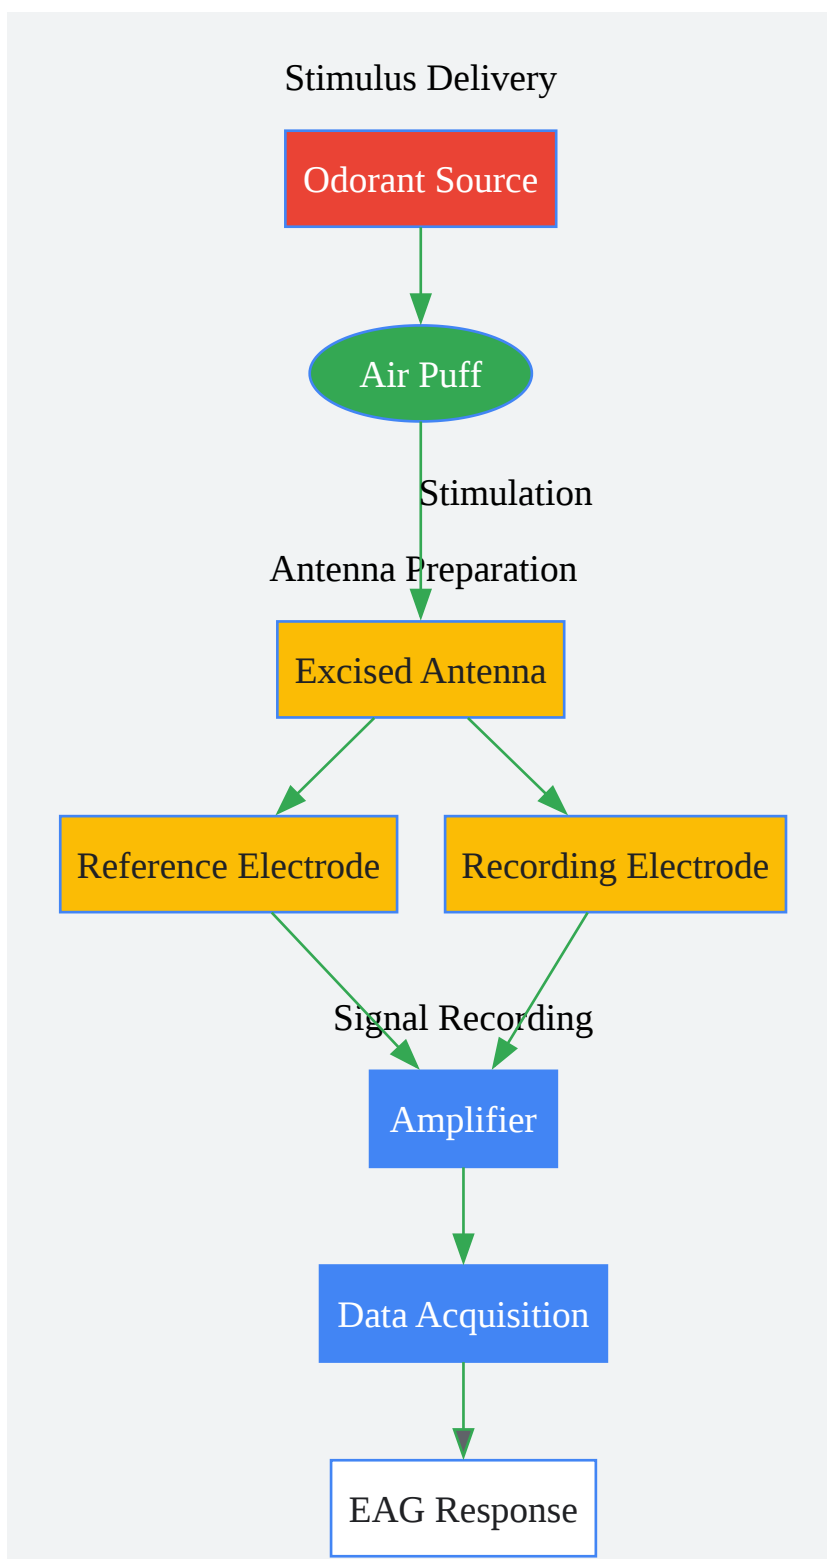 Stimulus Delivery
Odorant Source
Air Puff
Stimulation
Antenna Preparation
Excised Antenna
Reference Electrode
Recording Electrode
Signal Recording
Amplifier
Data Acquisition
EAG Response